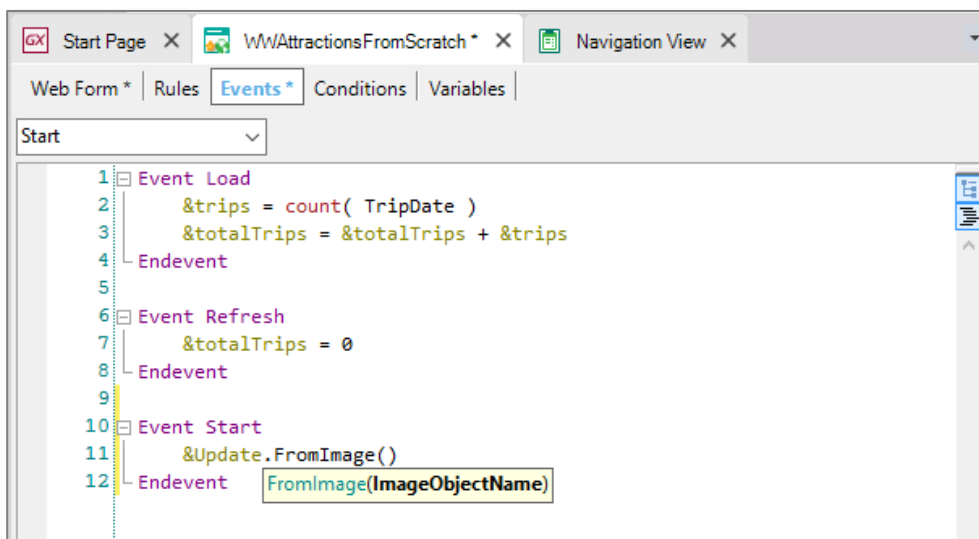 GX Start Page WWAttractionsFromScratch * Navigation View
Web Form * Rules Events * Conditions Variables
Start
1 Event Load
2 &trips = count( TripDate )
3 &totalTrips = &totalTrips + &trips
4 Endevent
5
6 Event Refresh
7 &totalTrips = 0
8 Endevent
9
10 Event Start
11 &Update.FromImage()
12 Endevent
FromImage(ImageObjectName)